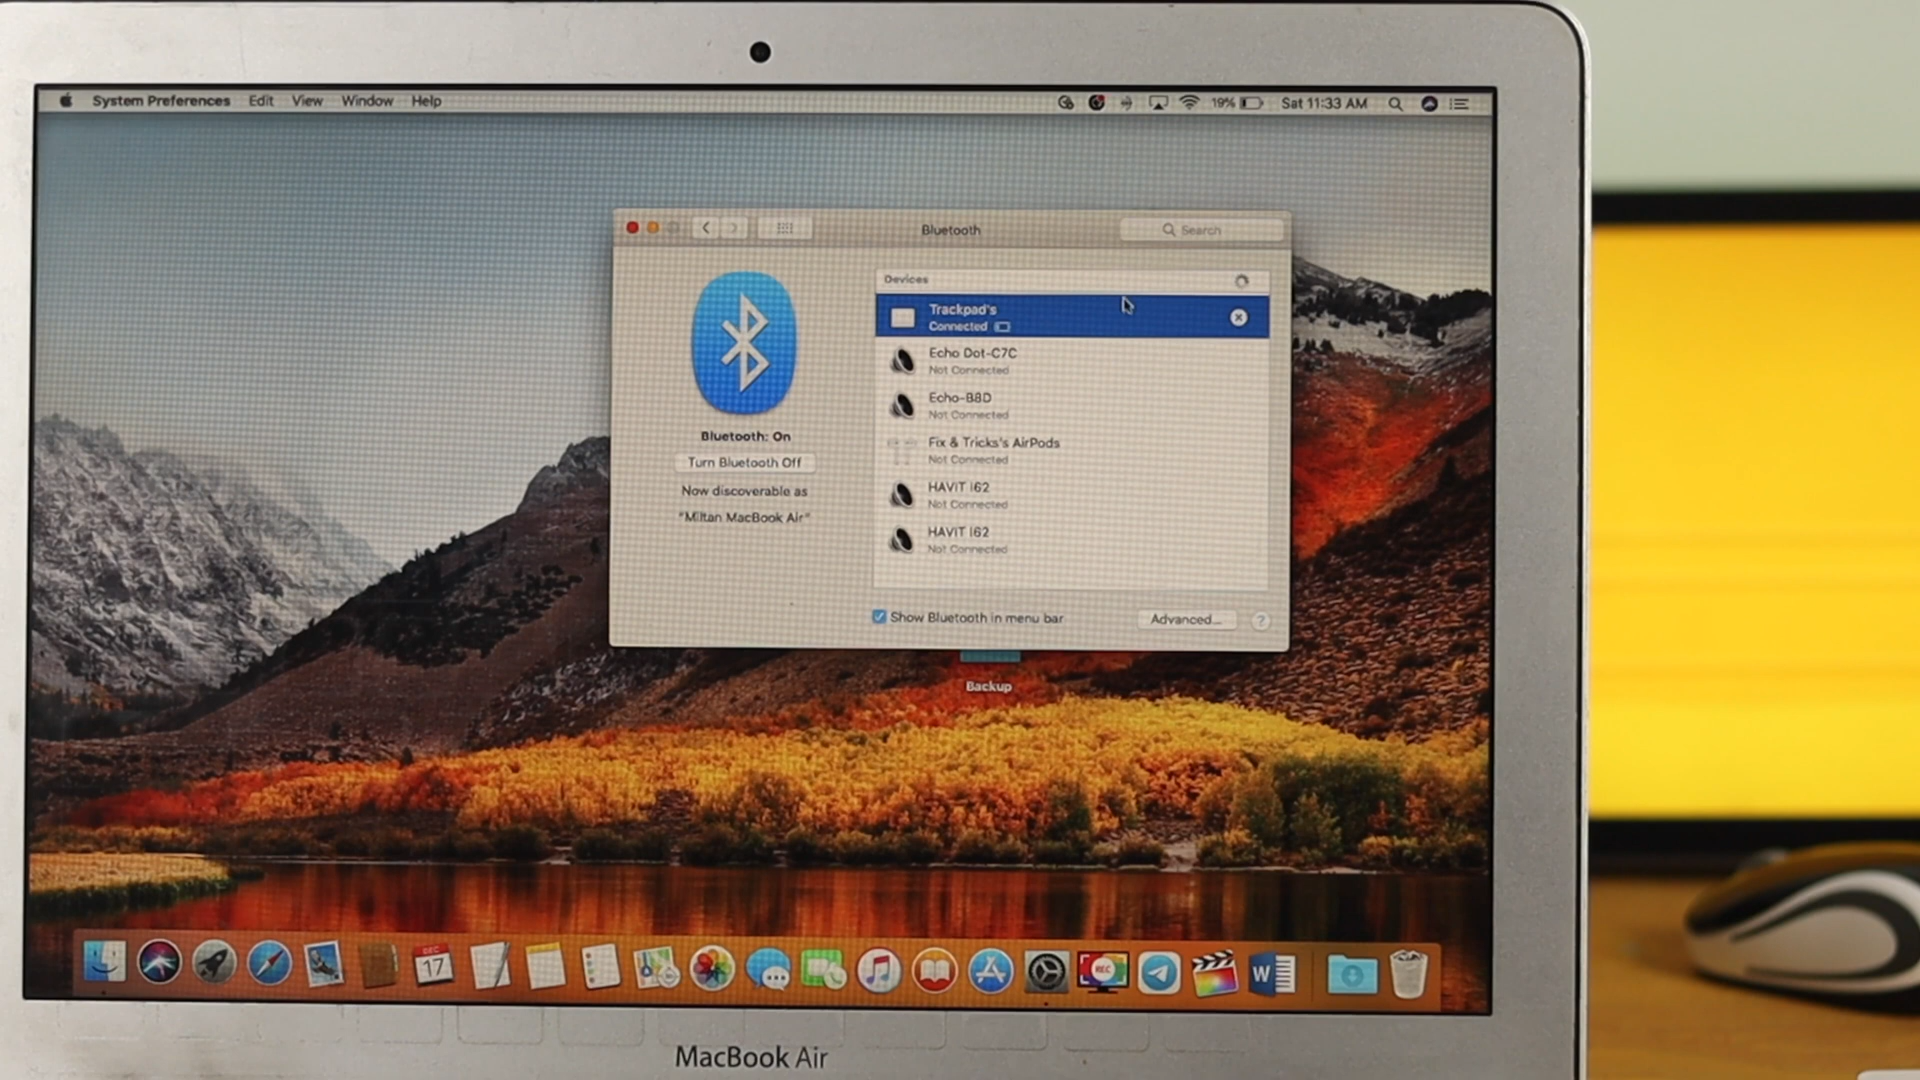 System Preferences Edit View Window Help
19% Sat 11:33 AM
Bluetooth
Search
Devices
Trackpad's
Connected
Echo Dot-C7C
Not Connected
Echo-B8D
Not Connected
Fix & Tricks's AirPods
Not Connected
HAVIT I62
Not Connected
HAVIT I62
Not Connected
Bluetooth: On
Turn Bluetooth Off
Now discoverable as
"Miltan MacBook Air"
Show Bluetooth in menu bar
Advanced...
?
Backup
DEC
17
REC
W
MacBook Air